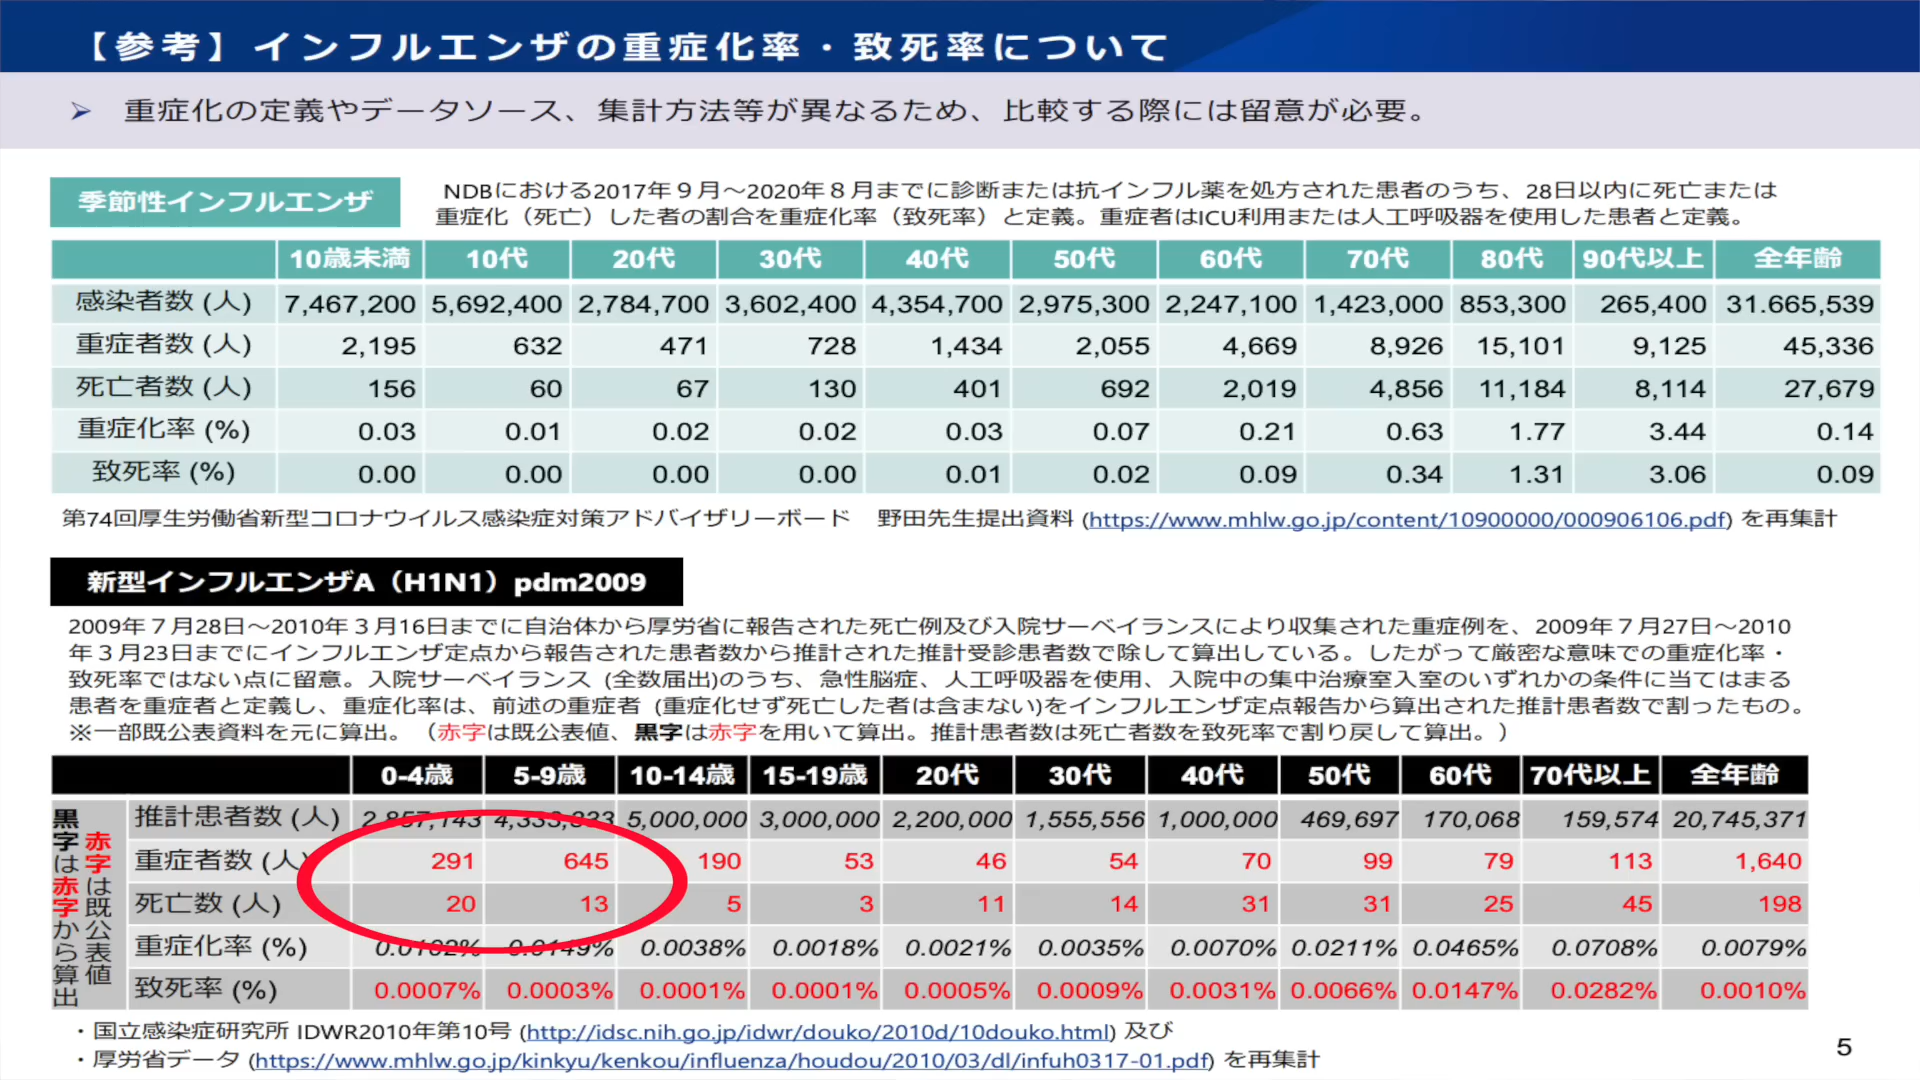 【参考】インフルエンザの重症化率・致死率について
➢ 重症化の定義やデータソース、集計方法等が異なるため、比較する際には留意が必要。
季節性インフルエンザ
NDBにおける2017年９月～2020年８月までに診断または抗インフル薬を処方された患者のうち、28日以内に死亡または
重症化（死亡）した者の割合を重症化率（致死率）と定義。重症者はICU利用または人工呼吸器を使用した患者と定義。
10歳未満 10代 20代 30代 40代 50代 60代 70代 80代 90代以上 全年齢
感染者数 (人) 7,467,200 5,692,400 2,784,700 3,602,400 4,354,700 2,975,300 2,247,100 1,423,000 853,300 265,400 31.665,539
重症者数 (人) 2,195 632 471 728 1,434 2,055 4,669 8,926 15,101 9,125 45,336
死亡者数 (人) 156 60 67 130 401 692 2,019 4,856 11,184 8,114 27,679
重症化率 (%) 0.03 0.01 0.02 0.02 0.03 0.07 0.21 0.63 1.77 3.44 0.14
致死率 (%) 0.00 0.00 0.00 0.00 0.01 0.02 0.09 0.34 1.31 3.06 0.09
第74回厚生労働省新型コロナウイルス感染症対策アドバイザリーボード 野田先生提出資料 (https://www.mhlw.go.jp/content/10900000/000906106.pdf) を再集計
新型インフルエンザA（H1N1）pdm2009
2009年７月28日～2010年３月16日までに自治体から厚労省に報告された死亡例及び入院サーベイランスにより収集された重症例を、2009年７月27日～2010
年３月23日までにインフルエンザ定点から報告された患者数から推計された推計受診患者数で除して算出している。したがって厳密な意味での重症化率・
致死率ではない点に留意。入院サーベイランス (全数届出)のうち、急性脳症、人工呼吸器を使用、入院中の集中治療室入室のいずれかの条件に当てはまる
患者を重症者と定義し、重症化率は、前述の重症者 (重症化せず死亡した者は含まない)をインフルエンザ定点報告から算出された推計患者数で割ったもの。
※一部既公表資料を元に算出。（赤字は既公表値、黒字は赤字を用いて算出。推計患者数は死亡者数を致死率で割り戻して算出。）
0-4歳 5-9歳 10-14歳 15-19歳 20代 30代 40代 50代 60代 70代以上 全年齢
赤字は既公表値
黒字は赤字から算出
推計患者数 (人) 2,857,143 4,333,333 5,000,000 3,000,000 2,200,000 1,555,556 1,000,000 469,697 170,068 159,574 20,745,371
重症者数 (人) 291 645 190 53 46 54 70 99 79 113 1,640
死亡数 (人) 20 13 5 3 11 14 31 31 25 45 198
重症化率 (%) 0.0102% 0.0149% 0.0038% 0.0018% 0.0021% 0.0035% 0.0070% 0.0211% 0.0465% 0.0708% 0.0079%
致死率 (%) 0.0007% 0.0003% 0.0001% 0.0001% 0.0005% 0.0009% 0.0031% 0.0066% 0.0147% 0.0282% 0.0010%
・国立感染症研究所 IDWR2010年第10号 (http://idsc.nih.go.jp/idwr/douko/2010d/10douko.html) 及び
・厚労省データ (https://www.mhlw.go.jp/kinkyu/kenkou/influenza/houdou/2010/03/dl/infuh0317-01.pdf) を再集計
5